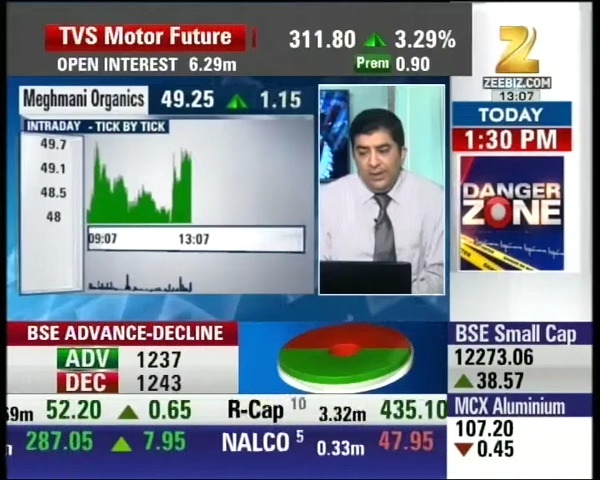 TVS Motor Future 311.80 3.29%
OPEN INTEREST 6.29m Prem 0.90
ZEEBIZ.COM
13:07
TODAY
1:30 PM
DANGER
ZONE
Meghmani Organics 49.25 1.15
INTRADAY - TICK BY TICK
49.7
49.1
48.5
48
09:07 13:07
BSE ADVANCE-DECLINE
ADV 1237
DEC 1243
BSE Small Cap
12273.06
38.57
MCX Aluminium
107.20
0.45
9m 52.20 0.65 R-Cap 10 3.32m 435.10
287.05 7.95 NALCO 5 0.33m 47.95